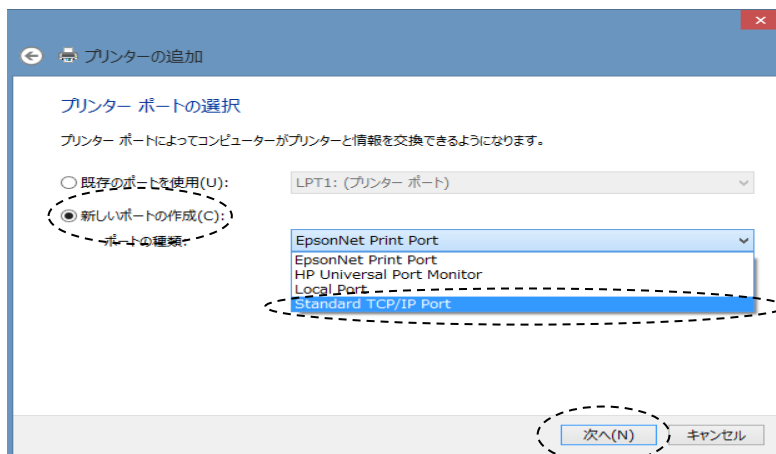 プリンターの追加
プリンター ポートの選択
プリンター ポートによってコンピューターがプリンターと情報を交換できるようになります。
既存のポートを使用(U): LPT1: (プリンター ポート)
新しいポートの作成(C):
ポートの種類: EpsonNet Print Port
EpsonNet Print Port
HP Universal Port Monitor
Local Port
Standard TCP/IP Port
次へ(N) キャンセル